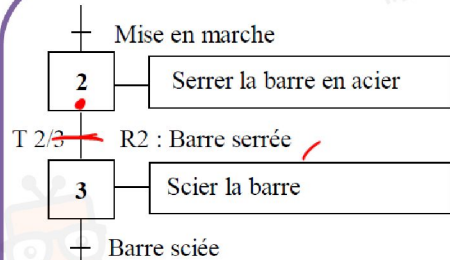 Mise en marche
2 Serrer la barre en acier
T 2/3 R2 : Barre serrée
3 Scier la barre
Barre sciée